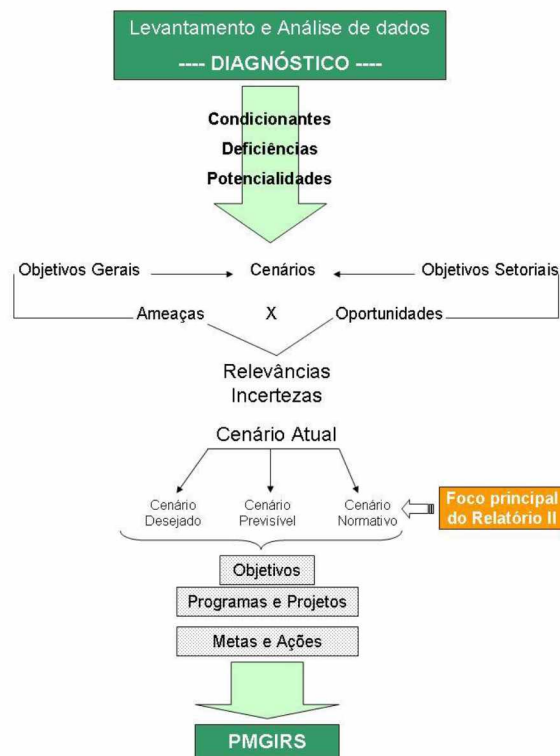 Levantamento e Análise de dados
---- DIAGNÓSTICO ----
Condicionantes
Deficiências
Potencialidades
Objetivos Gerais
Cenários
Objetivos Setoriais
Ameaças
X
Oportunidades
Relevâncias
Incertezas
Cenário Atual
Cenário
Desejado
Cenário
Previsível
Cenário
Normativo
Foco principal
do Relatório II
Objetivos
Programas e Projetos
Metas e Ações
PMGIRS